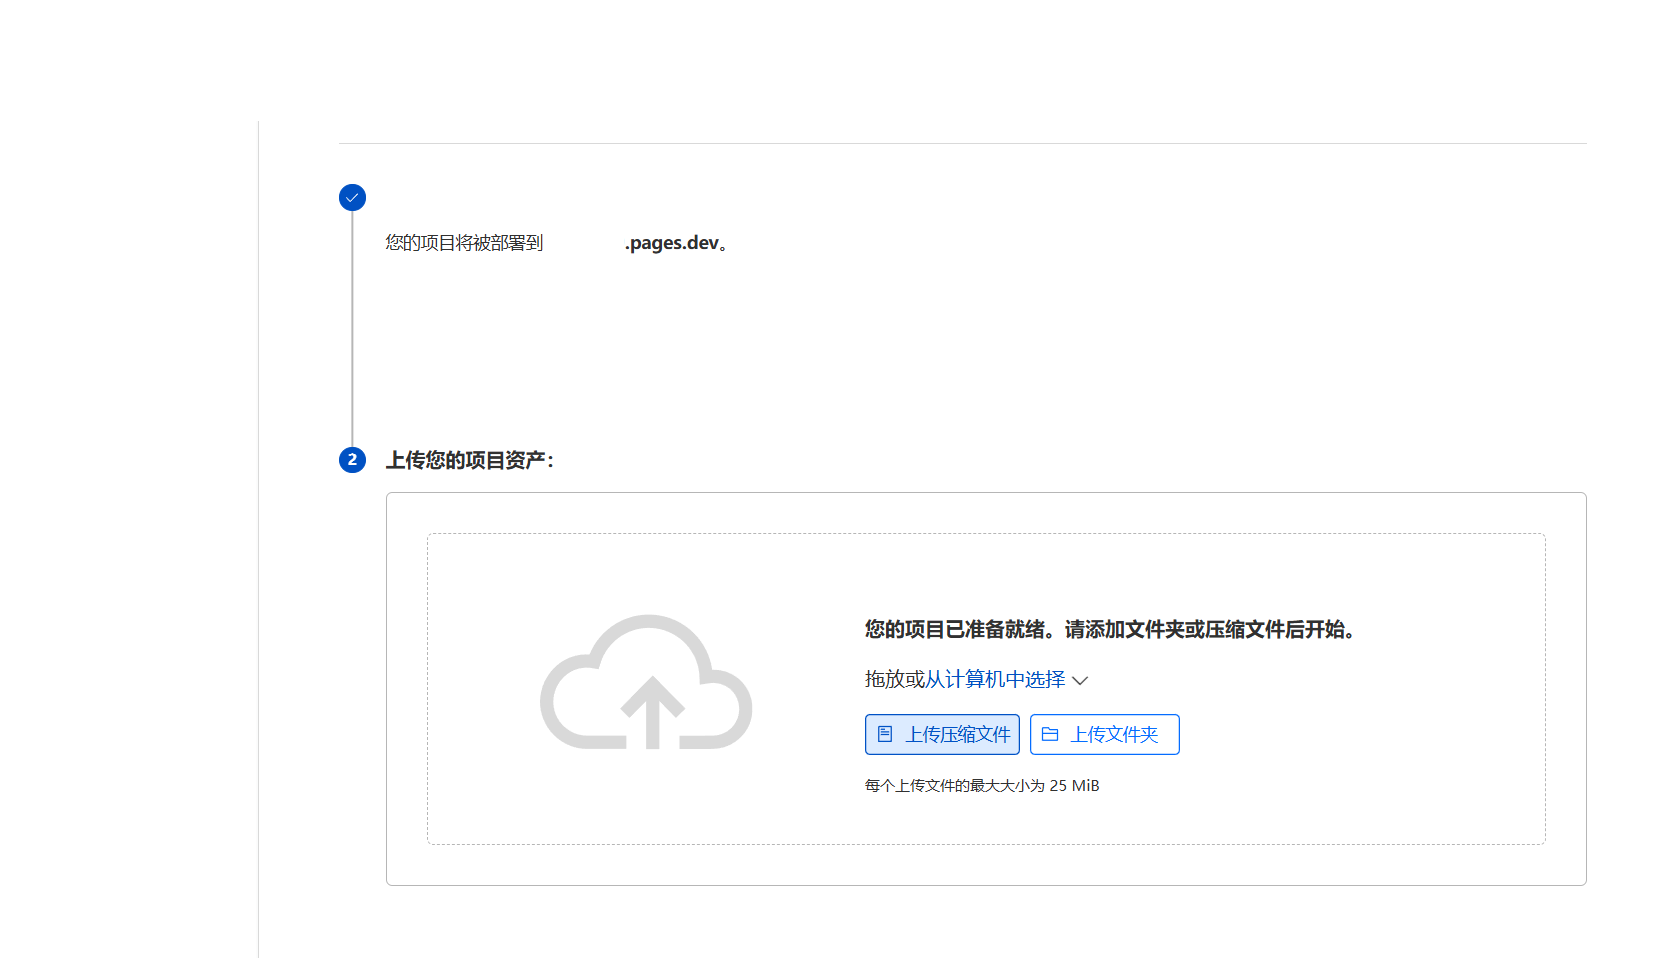 您的项目将被部署到 .pages.dev。
2 上传您的项目资产：
您的项目已准备就绪。请添加文件夹或压缩文件后开始。
拖放或从计算机中选择
上传压缩文件 上传文件夹
每个上传文件的最大大小为 25 MiB